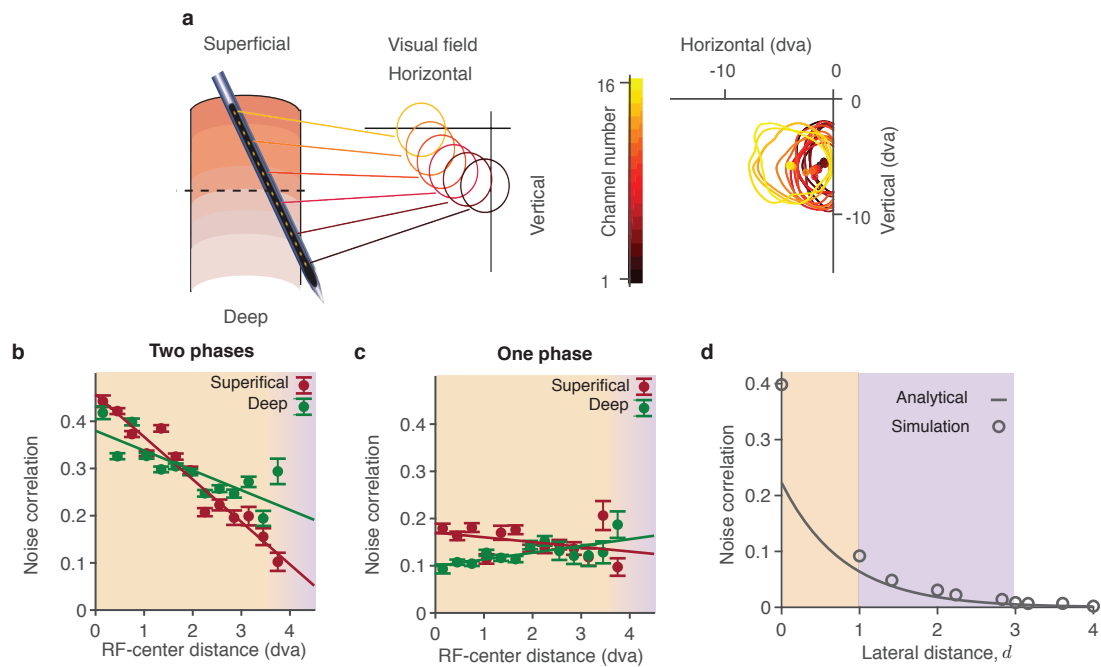 a
Superficial
Visual field
Horizontal
Vertical
Deep
Channel number
16
1
Horizontal (dva)
-10
0
0
-10
Vertical (dva)
b
Two phases
Superifical
Deep
Noise correlation
0.4
0.3
0.2
0.1
0
0 1 2 3 4
RF-center distance (dva)
c
One phase
Superifical
Deep
Noise correlation
0.4
0.3
0.2
0.1
0
0 1 2 3 4
RF-center distance (dva)
d
Analytical
Simulation
Noise correlation
0.4
0.3
0.2
0.1
0
0 1 2 3 4
Lateral distance, d